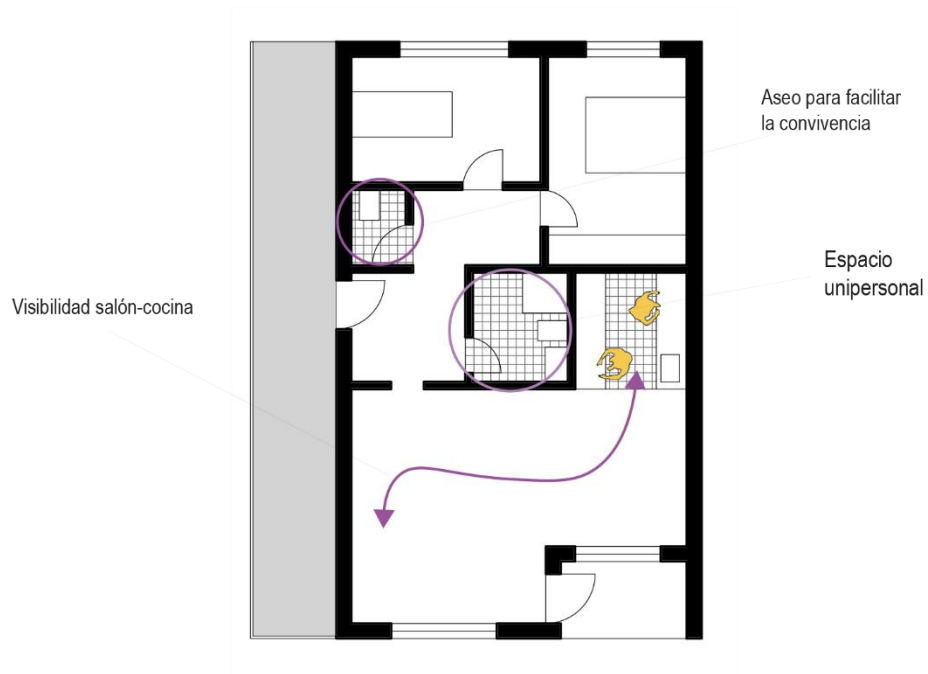 Aseo para facilitar
la convivencia
Espacio
unipersonal
Visibilidad salón-cocina